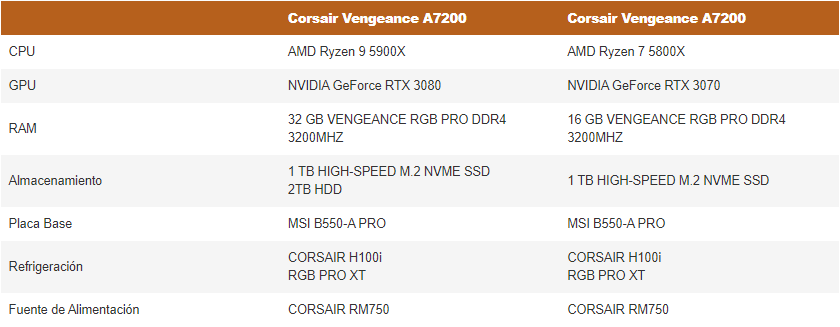 Corsair Vengeance A7200 Corsair Vengeance A7200
CPU AMD Ryzen 9 5900X AMD Ryzen 7 5800X
GPU NVIDIA GeForce RTX 3080 NVIDIA GeForce RTX 3070
RAM 32 GB VENGEANCE RGB PRO DDR4 16 GB VENGEANCE RGB PRO DDR4
3200MHZ 3200MHZ
Almacenamiento 1 TB HIGH-SPEED M.2 NVME SSD 1 TB HIGH-SPEED M.2 NVME SSD
2TB HDD
Placa Base MSI B550-A PRO MSI B550-A PRO
Refrigeración CORSAIR H100i CORSAIR H100i
RGB PRO XT RGB PRO XT
Fuente de Alimentación CORSAIR RM750 CORSAIR RM750